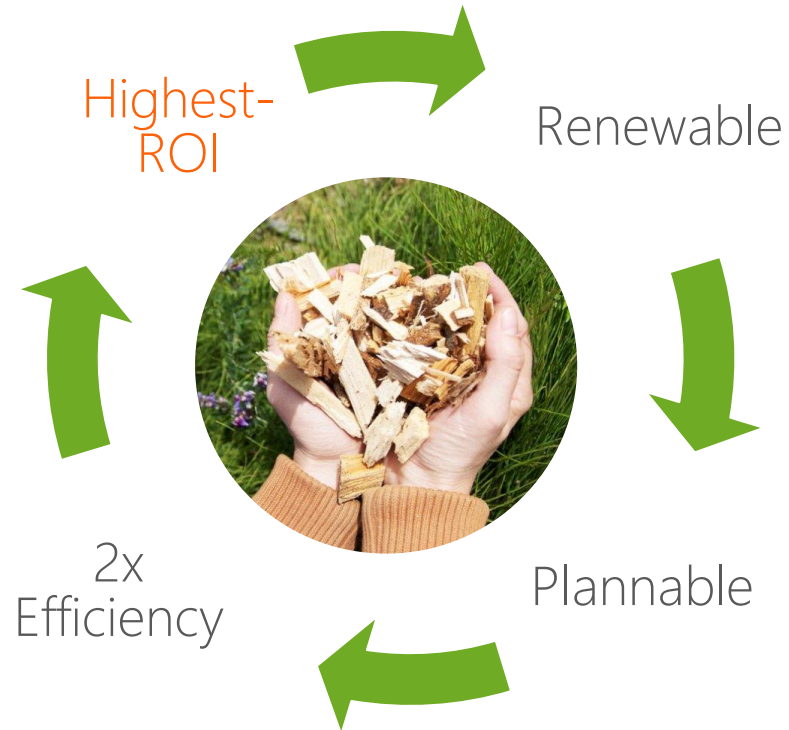 Highest-
ROI
Renewable
Plannable
2x
Efficiency